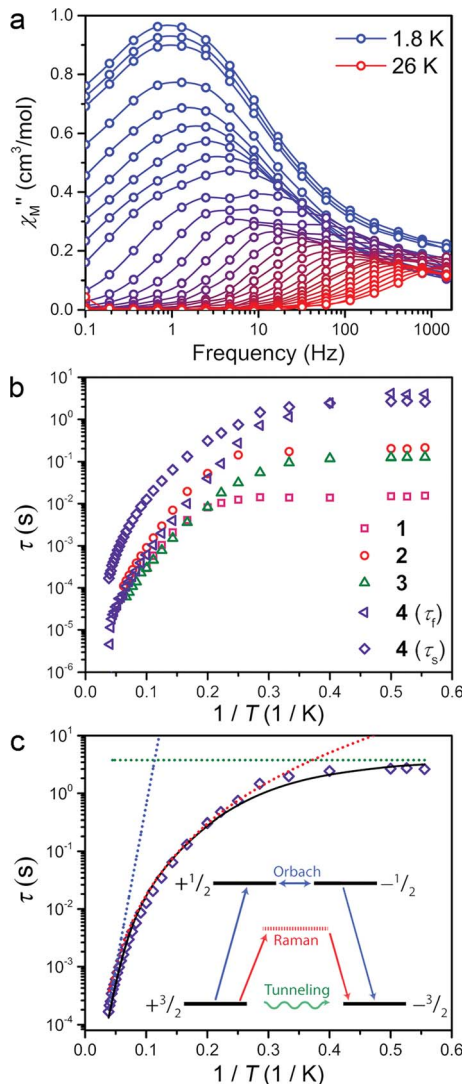 a
1.0
0.8
0.6
0.4
0.2
0.0
χM" (cm³/mol)
1.8 K
26 K
0.1 1 10 100 1000
Frequency (Hz)
b
10¹
10⁰
10⁻¹
10⁻²
10⁻³
10⁻⁴
10⁻⁵
10⁻⁶
τ (s)
1
2
3
4 (τf)
4 (τs)
0.0 0.1 0.2 0.3 0.4 0.5 0.6
1 / T (1 / K)
c
10¹
10⁰
10⁻¹
10⁻²
10⁻³
10⁻⁴
τ (s)
+1/2 Orbach −1/2
Raman
Tunneling
+3/2 −3/2
0.0 0.1 0.2 0.3 0.4 0.5 0.6
1 / T (1 / K)